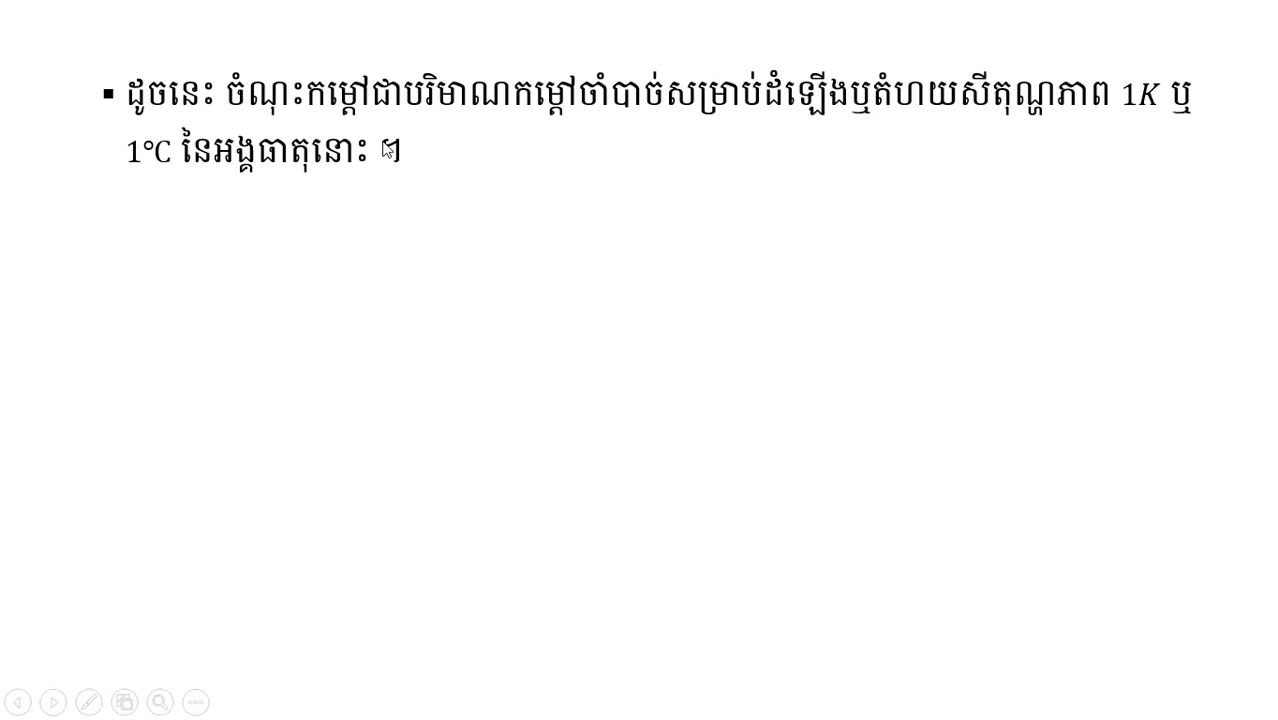 ▪ ដូចនេះ ចំណុះកម្ដៅជាបរិមាណកម្ដៅចាំបាច់សម្រាប់ដំឡើងឬតំហយសីតុណ្ហភាព 1K ឬ
1°C នៃអង្គធាតុនោះ ។